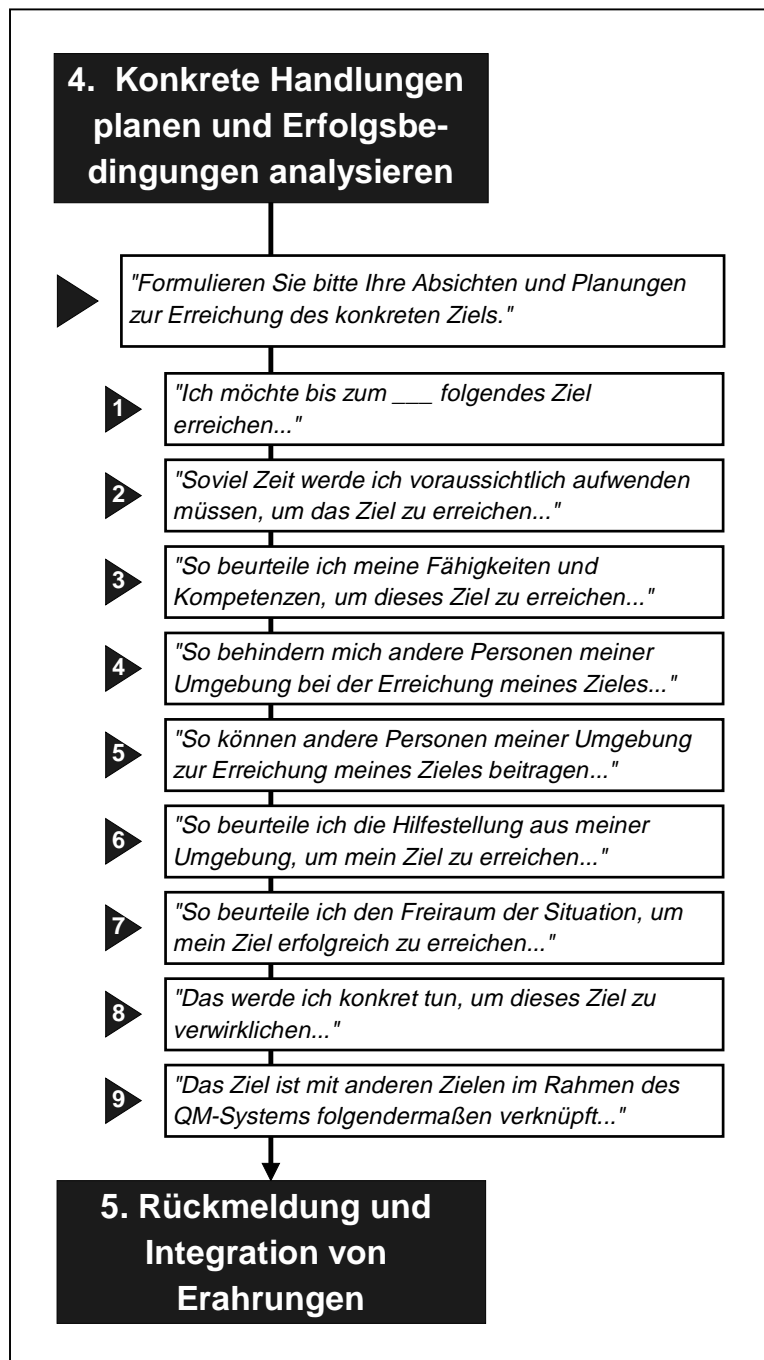 4. Konkrete Handlungen
planen und Erfolgsbe-
dingungen analysieren
"Formulieren Sie bitte Ihre Absichten und Planungen
zur Erreichung des konkreten Ziels."
1
"Ich möchte bis zum ___ folgendes Ziel
erreichen..."
2
"Soviel Zeit werde ich voraussichtlich aufwenden
müssen, um das Ziel zu erreichen..."
3
"So beurteile ich meine Fähigkeiten und
Kompetenzen, um dieses Ziel zu erreichen..."
4
"So behindern mich andere Personen meiner
Umgebung bei der Erreichung meines Zieles..."
5
"So können andere Personen meiner Umgebung
zur Erreichung meines Zieles beitragen..."
6
"So beurteile ich die Hilfestellung aus meiner
Umgebung, um mein Ziel zu erreichen..."
7
"So beurteile ich den Freiraum der Situation, um
mein Ziel erfolgreich zu erreichen..."
8
"Das werde ich konkret tun, um dieses Ziel zu
verwirklichen..."
9
"Das Ziel ist mit anderen Zielen im Rahmen des
QM-Systems folgendermaßen verknüpft..."
5. Rückmeldung und
Integration von
Erahrungen